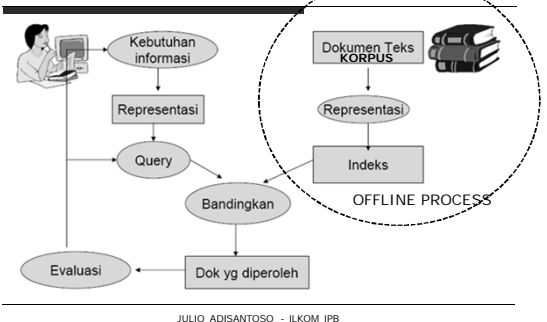 Kebutuhan
informasi
Dokumen Teks
KORPUS
Representasi
Representasi
Query
Indeks
OFFLINE PROCESS
Bandingkan
Evaluasi
Dok yg diperoleh
JULIO ADISANTOSO - ILKOM IPB